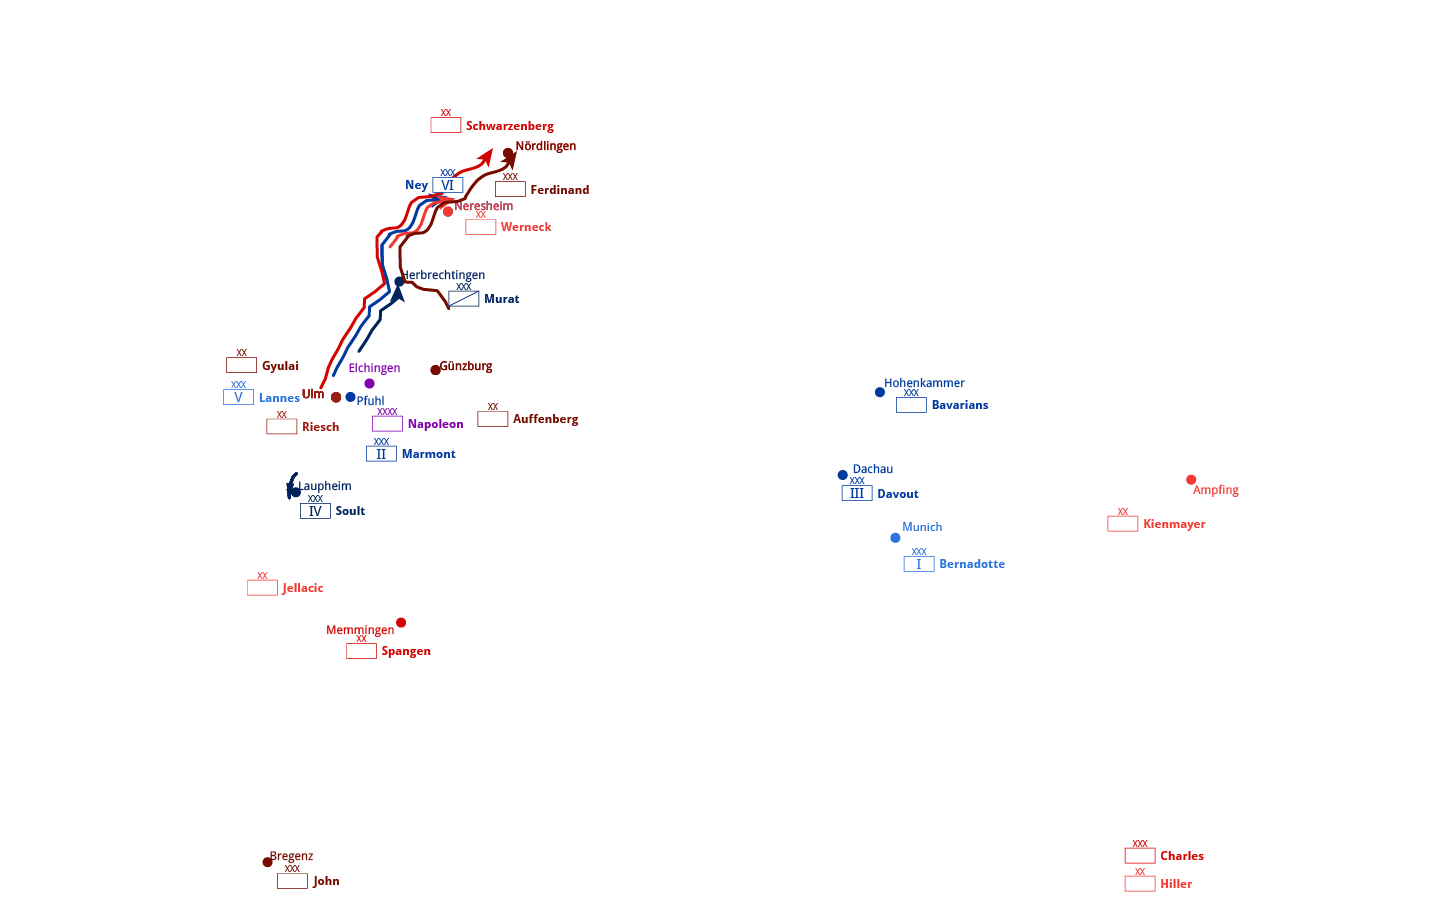 XX
Schwarzenberg
Nördlingen
XXX
Ney VI
XXX
Ferdinand
Neresheim
XX
Werneck
Herbrechtingen
XXX
Murat
XX
Gyulai
Elchingen
Günzburg
XXX
V Lannes
Ulm
Pfuhl
XX
Riesch
XXXX
Napoleon
XX
Auffenberg
XXX
II Marmont
Laupheim
XXX
IV Soult
XX
Jellacic
Memmingen
XX
Spangen
Bregenz
XXX
John
Hohenkammer
XXX
Bavarians
Dachau
XXX
III Davout
Munich
XXX
I Bernadotte
Ampfing
XX
Kienmayer
XXX
Charles
XX
Hiller